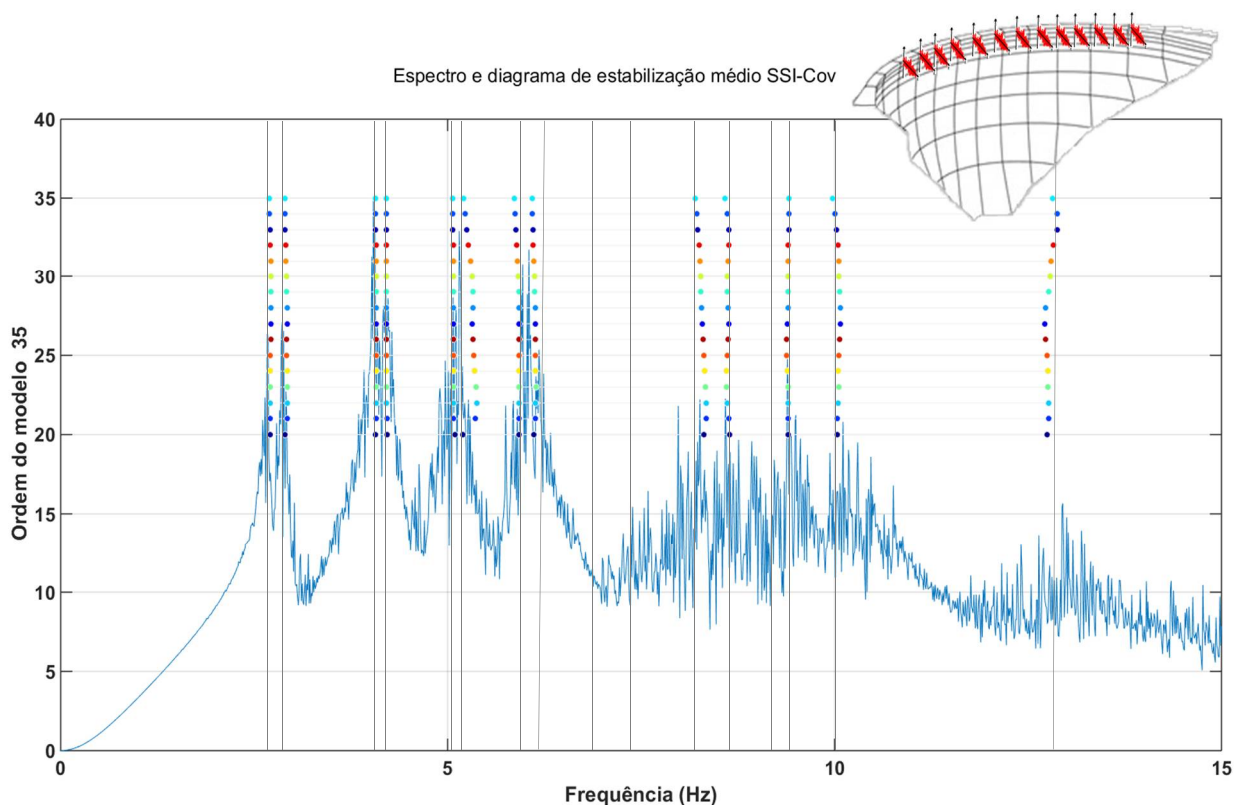 Espectro e diagrama de estabilização médio SSI-Cov
40
35
30
25
20
15
10
5
0
Ordem do modelo 35
0 5 10 15
Frequência (Hz)